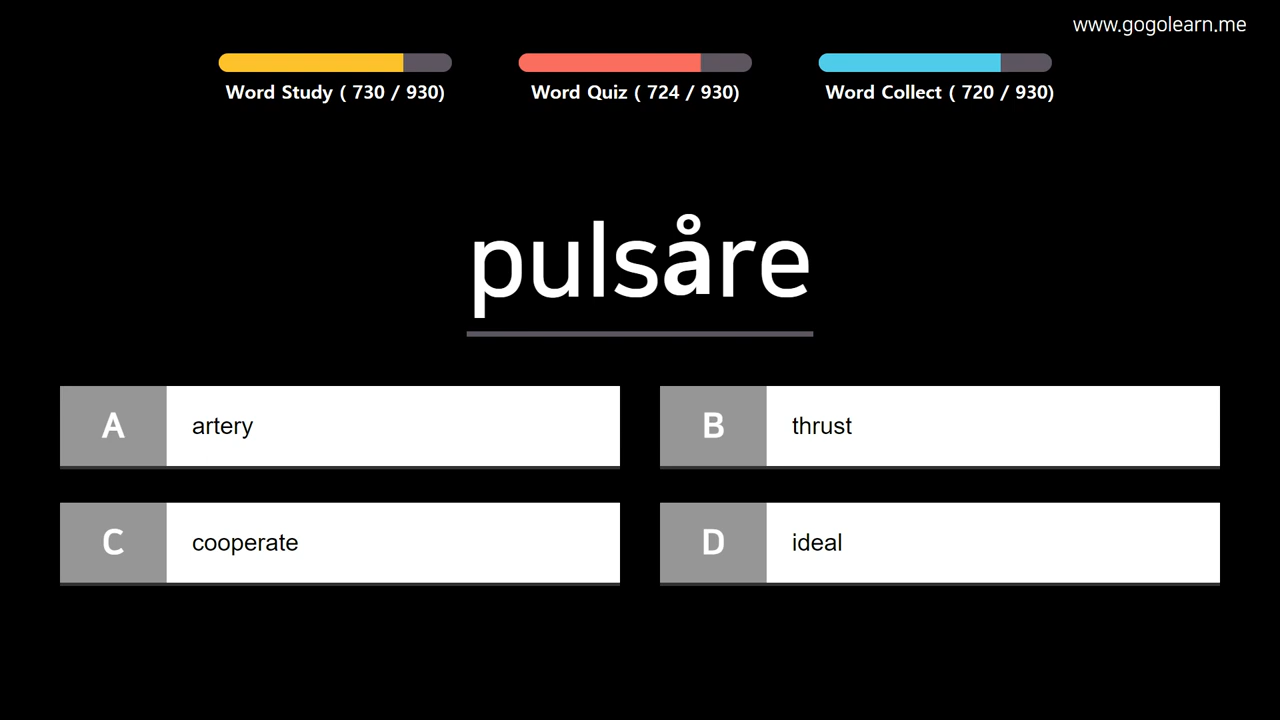 www.gogolearn.me
Word Study ( 730 / 930)
Word Quiz ( 724 / 930)
Word Collect ( 720 / 930)
pulsåre
A artery
B thrust
C cooperate
D ideal